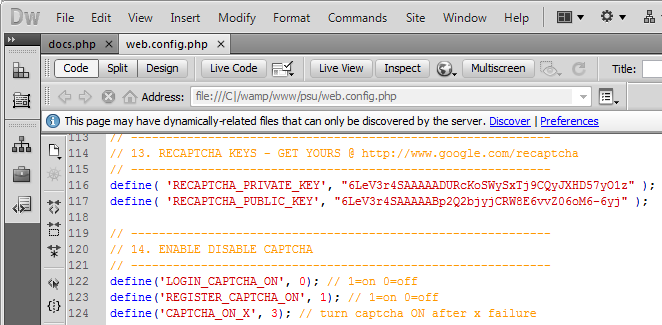 Dw File Edit View Insert Modify Format Commands Site Window Help
docs.php × web.config.php ×
Code Split Design Live Code Live View Inspect Multiscreen Title:
Address: file:///C|/wamp/www/psu/web.config.php
This page may have dynamically-related files that can only be discovered by the server. Discover | Preferences
113 // ----------------------------------------------------------
114 // 13. RECAPTCHA KEYS - GET YOURS @ http://www.google.com/recaptcha
115 // ----------------------------------------------------------
116 define( 'RECAPTCHA_PRIVATE_KEY', "6LeV3r4SAAAAADURcKoSWySxTj9CQyJXHD57yO1z" );
117 define( 'RECAPTCHA_PUBLIC_KEY', "6LeV3r4SAAAAABp2Q2bjyjCRW8E6vvZ06oM6-6yj" );
118
119 // ----------------------------------------------------------
120 // 14. ENABLE DISABLE CAPTCHA
121 // ----------------------------------------------------------
122 define('LOGIN_CAPTCHA_ON', 0); // 1=on 0=off
123 define('REGISTER_CAPTCHA_ON', 1); // 1=on 0=off
124 define('CAPTCHA_ON_X', 3); // turn captcha ON after x failure